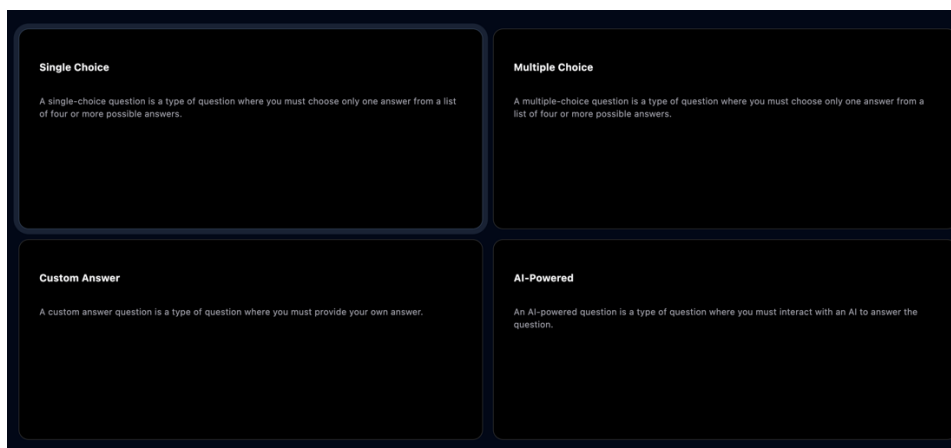 Single Choice
A single-choice question is a type of question where you must choose only one answer from a list
of four or more possible answers.
Multiple Choice
A multiple-choice question is a type of question where you must choose only one answer from a
list of four or more possible answers.
Custom Answer
A custom answer question is a type of question where you must provide your own answer.
AI-Powered
An AI-powered question is a type of question where you must interact with an AI to answer the
question.